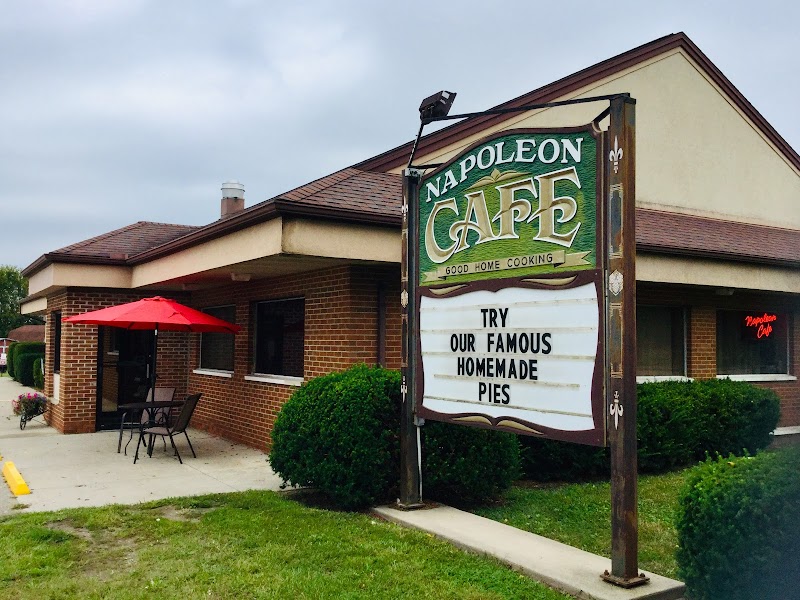 NAPOLEON
CAFE
GOOD HOME COOKING
TRY
OUR FAMOUS
HOMEMADE
PIES
Napoleon
Cafe